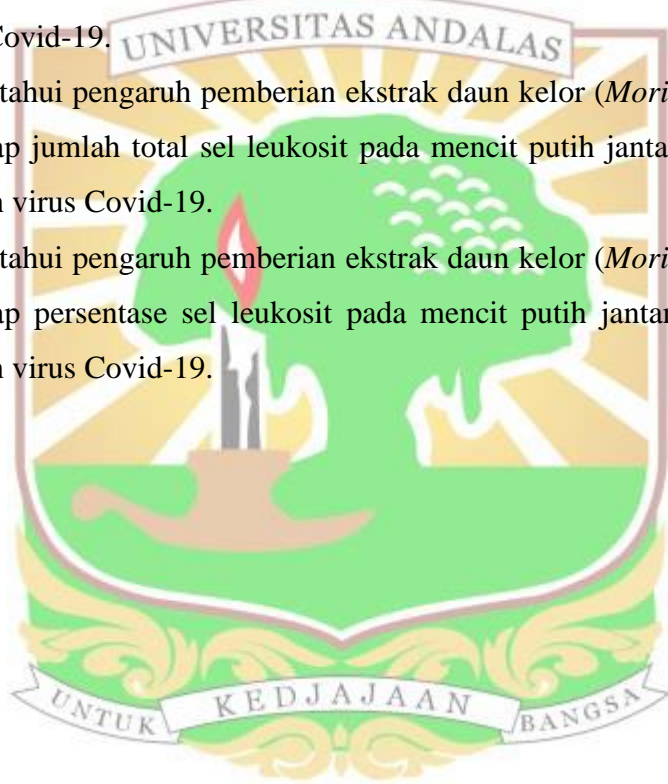 Covid-19.
UNIVERSITAS ANDALAS
tahui pengaruh pemberian ekstrak daun kelor (Mori
ap jumlah total sel leukosit pada mencit putih janta
n virus Covid-19.
tahui pengaruh pemberian ekstrak daun kelor (Mori
ap persentase sel leukosit pada mencit putih jantan
n virus Covid-19.
UNTUK KEDJAJAAN BANGSA